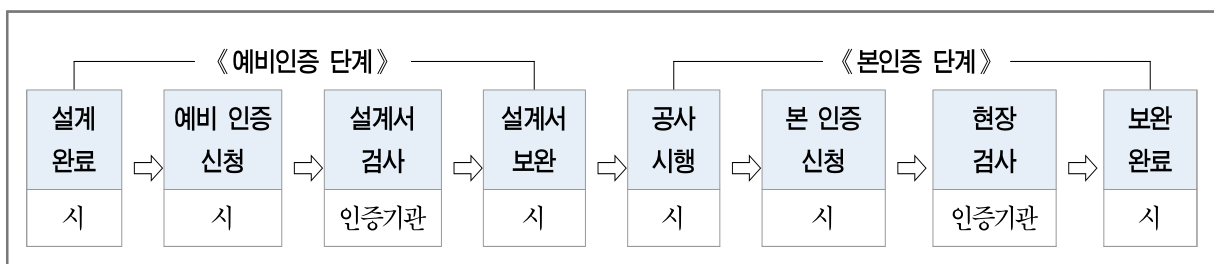 《 예비인증 단계 》 《 본인증 단계 》
설계 완료 ⇨ 예비 인증 신청 ⇨ 설계서 검사 ⇨ 설계서 보완 ⇨ 공사 시행 ⇨ 본 인증 신청 ⇨ 현장 검사 ⇨ 보완 완료
시 시 인증기관 시 시 시 인증기관 시